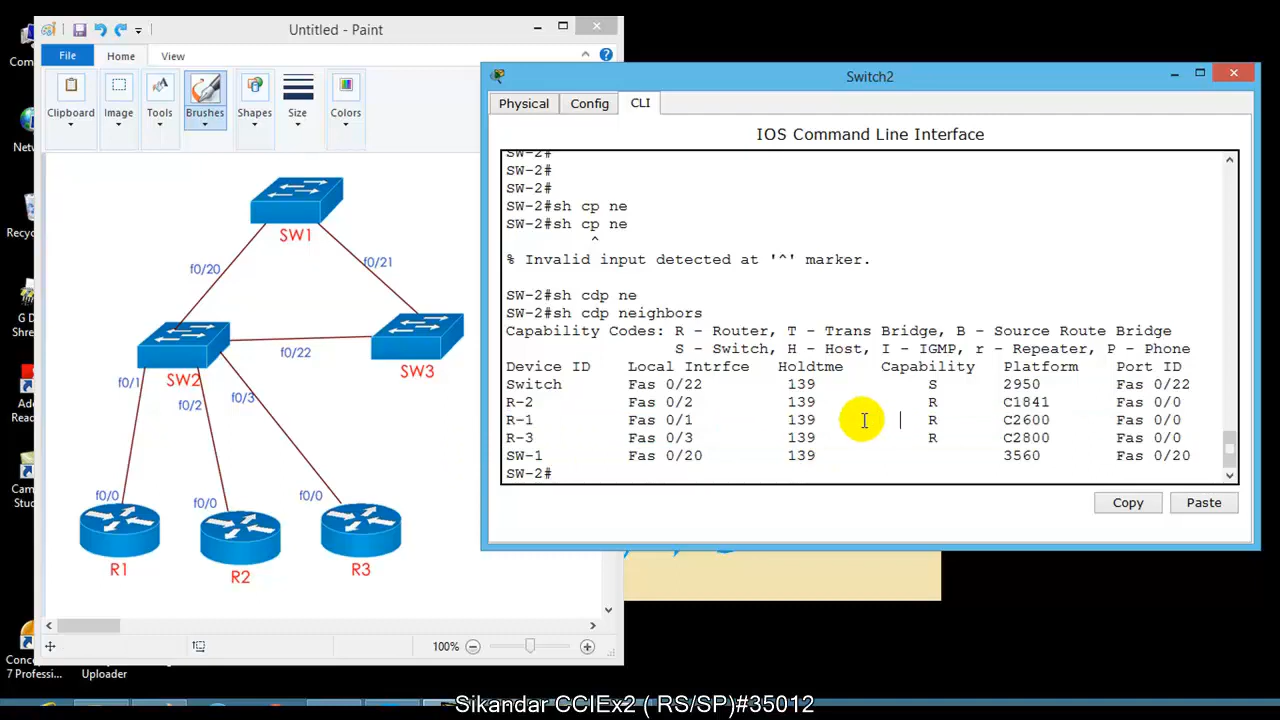 Untitled - Paint
File Home View
Clipboard Image Tools Brushes Shapes Size Colors
SW1
f0/20 f0/21
SW2 f0/22 SW3
f0/1 f0/2 f0/3
f0/0 f0/0 f0/0
R1 R2 R3
100%
Switch2
Physical Config CLI
IOS Command Line Interface
SW-2#
SW-2#
SW-2#
SW-2#sh cp ne
SW-2#sh cp ne
^
% Invalid input detected at '^' marker.
SW-2#sh cdp ne
SW-2#sh cdp neighbors
Capability Codes: R - Router, T - Trans Bridge, B - Source Route Bridge
S - Switch, H - Host, I - IGMP, r - Repeater, P - Phone
Device ID Local Intrfce Holdtme Capability Platform Port ID
Switch Fas 0/22 139 S 2950 Fas 0/22
R-2 Fas 0/2 139 R C1841 Fas 0/0
R-1 Fas 0/1 139 R C2600 Fas 0/0
R-3 Fas 0/3 139 R C2800 Fas 0/0
SW-1 Fas 0/20 139 3560 Fas 0/20
SW-2#
Copy Paste
7 Professi... Uploader
Sikandar CCIEx2 ( RS/SP)#35012